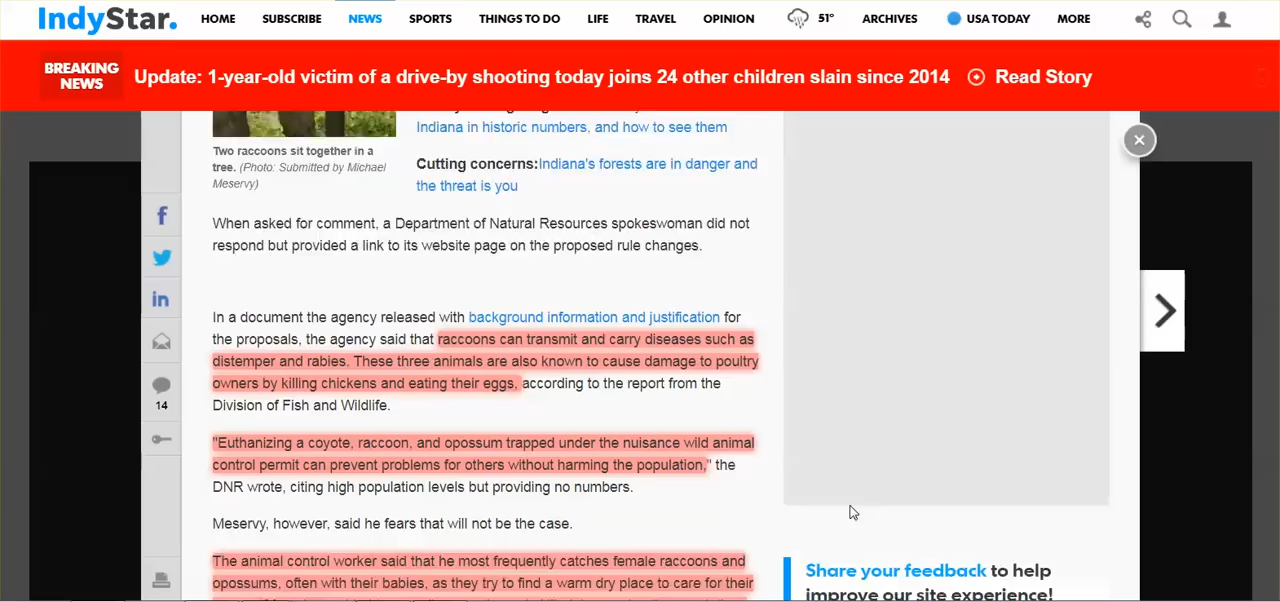 IndyStar.
HOME SUBSCRIBE NEWS SPORTS THINGS TO DO LIFE TRAVEL OPINION 51° ARCHIVES USA TODAY MORE
BREAKING
NEWS
Update: 1-year-old victim of a drive-by shooting today joins 24 other children slain since 2014 Read Story
Two raccoons sit together in a
tree. (Photo: Submitted by Michael
Meservy)
Indiana in historic numbers, and how to see them
Cutting concerns:Indiana's forests are in danger and
the threat is you
When asked for comment, a Department of Natural Resources spokeswoman did not
respond but provided a link to its website page on the proposed rule changes.
In a document the agency released with background information and justification for
the proposals, the agency said that raccoons can transmit and carry diseases such as
distemper and rabies. These three animals are also known to cause damage to poultry
owners by killing chickens and eating their eggs, according to the report from the
Division of Fish and Wildlife.
"Euthanizing a coyote, raccoon, and opossum trapped under the nuisance wild animal
control permit can prevent problems for others without harming the population," the
DNR wrote, citing high population levels but providing no numbers.
Meservy, however, said he fears that will not be the case.
The animal control worker said that he most frequently catches female raccoons and
opossums, often with their babies, as they try to find a warm dry place to care for their
14
Share your feedback to help
improve our site experience!